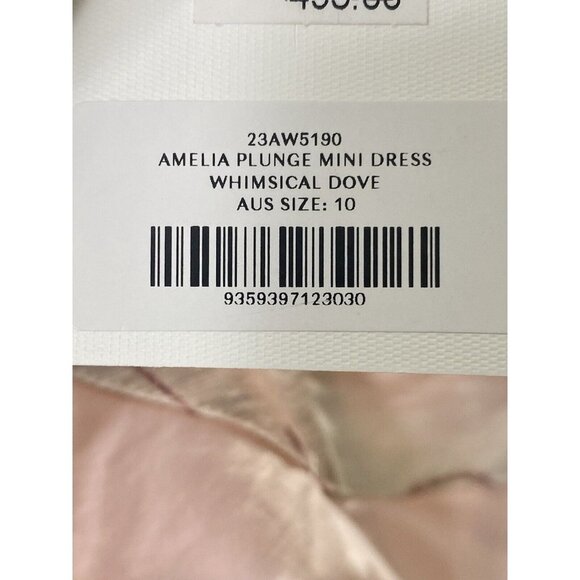 23AW5190
AMELIA PLUNGE MINI DRESS
WHIMSICAL DOVE
AUS SIZE: 10
9359397123030